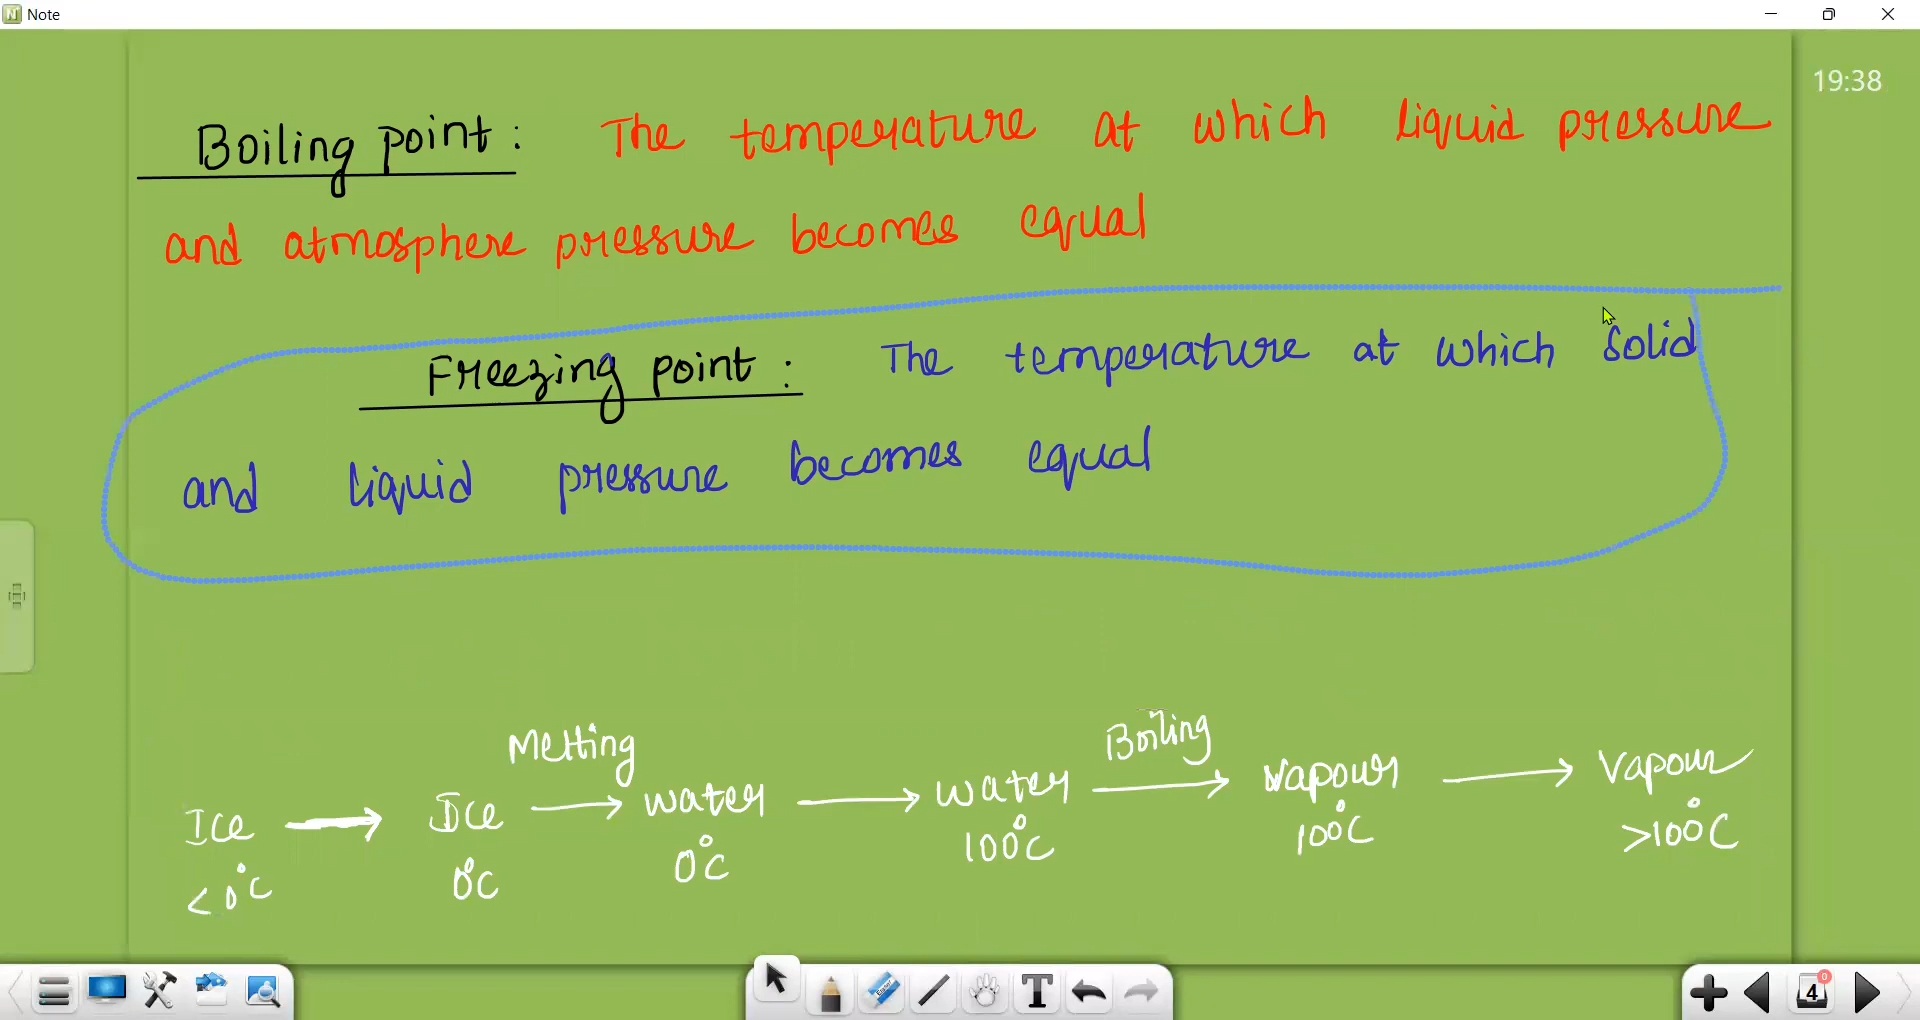 Note
19:38
Boiling point : The temperature at which liquid pressure
and atmosphere pressure becomes equal
Freezing point : The temperature at which solid
and liquid pressure becomes equal
Melting Boiling
Ice → Ice → water → water → vapour → vapour
<0°C 0°C 0°C 100°C 100°C >100°C
T 4 0